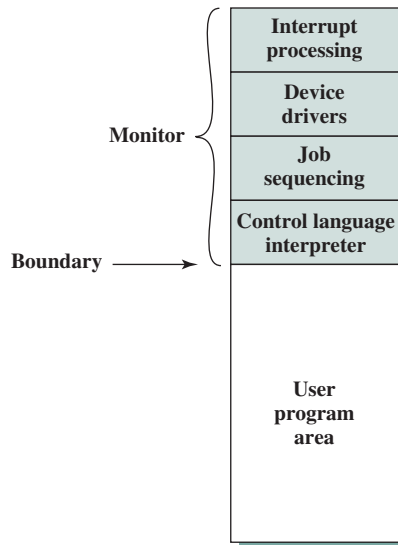 Interrupt
processing
Device
drivers
Monitor
Job
sequencing
Control language
interpreter
Boundary
User
program
area